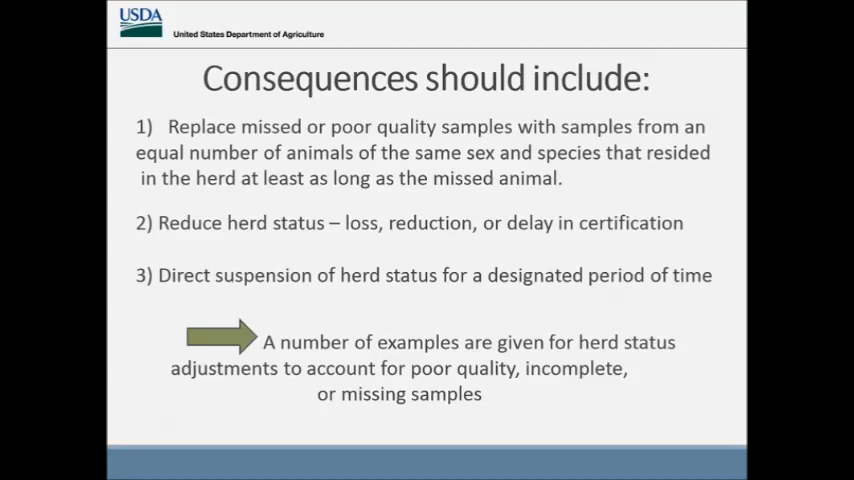 USDA
United States Department of Agriculture
Consequences should include:
1) Replace missed or poor quality samples with samples from an
equal number of animals of the same sex and species that resided
in the herd at least as long as the missed animal.
2) Reduce herd status – loss, reduction, or delay in certification
3) Direct suspension of herd status for a designated period of time
A number of examples are given for herd status
adjustments to account for poor quality, incomplete,
or missing samples